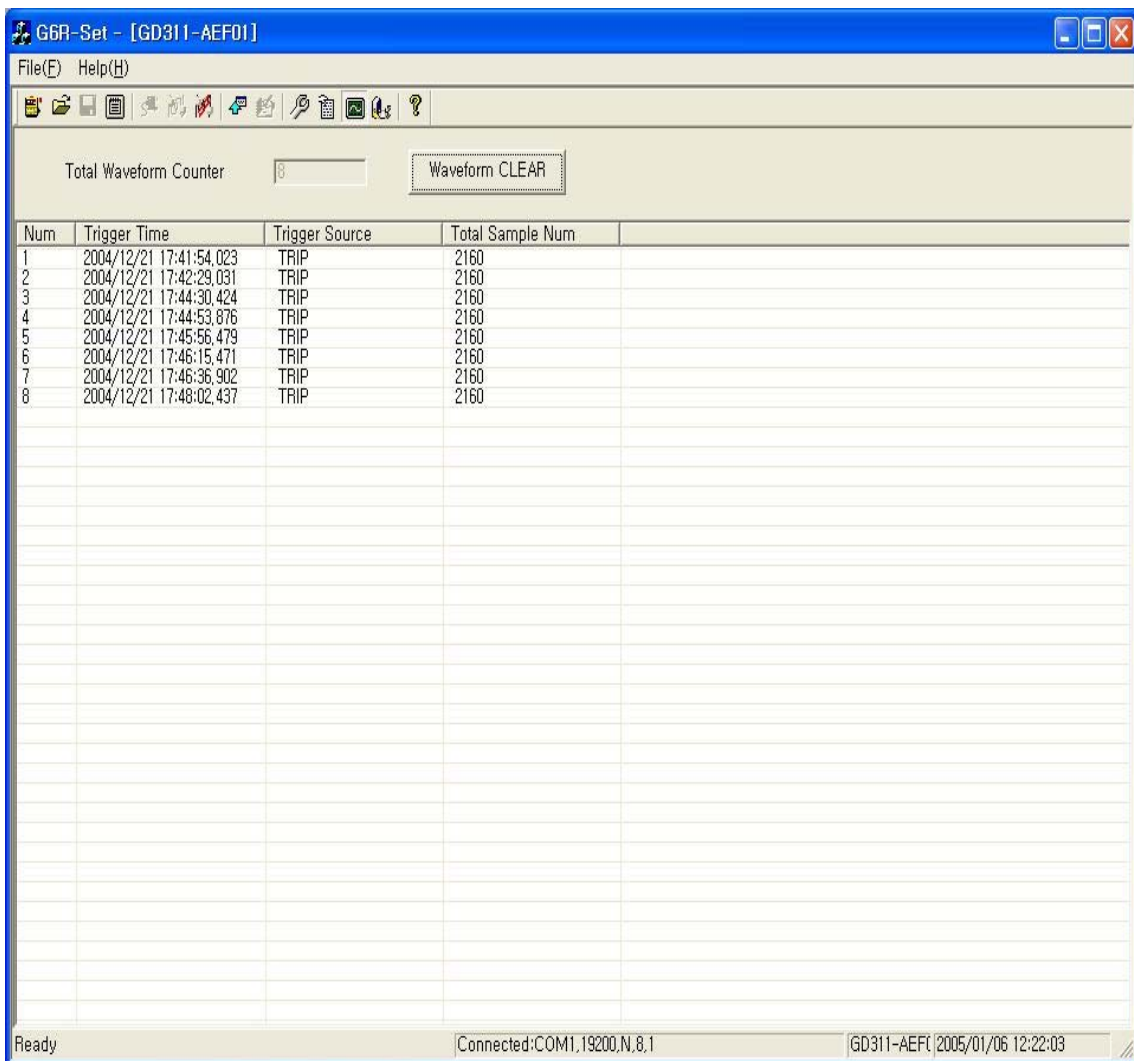 G6R-Set - [GD311-AEF01]
File(F) Help(H)
Total Waveform Counter 8 Waveform CLEAR
Num Trigger Time Trigger Source Total Sample Num
1 2004/12/21 17:41:54,023 TRIP 2160
2 2004/12/21 17:42:29,031 TRIP 2160
3 2004/12/21 17:44:30,424 TRIP 2160
4 2004/12/21 17:44:53,876 TRIP 2160
5 2004/12/21 17:45:56,479 TRIP 2160
6 2004/12/21 17:46:15,471 TRIP 2160
7 2004/12/21 17:46:36,902 TRIP 2160
8 2004/12/21 17:48:02,437 TRIP 2160
Ready Connected:COM1,19200,N,8,1 GD311-AEF( 2005/01/06 12:22:03